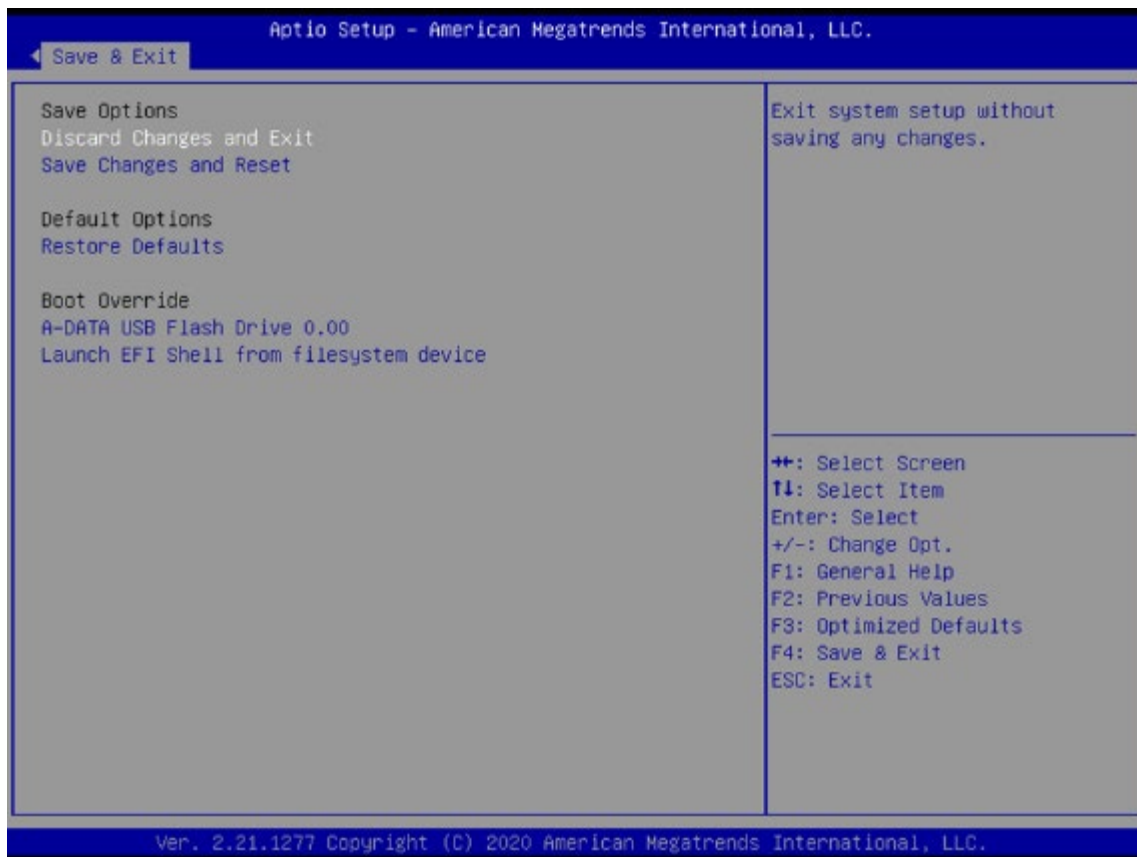 Aptio Setup – American Megatrends International, LLC.
Save & Exit
Save Options
Discard Changes and Exit
Save Changes and Reset
Default Options
Restore Defaults
Boot Override
A-DATA USB Flash Drive 0.00
Launch EFI Shell from filesystem device
Exit system setup without
saving any changes.
→←: Select Screen
↑↓: Select Item
Enter: Select
+/-: Change Opt.
F1: General Help
F2: Previous Values
F3: Optimized Defaults
F4: Save & Exit
ESC: Exit
Ver. 2.21.1277 Copyright (C) 2020 American Megatrends International, LLC.